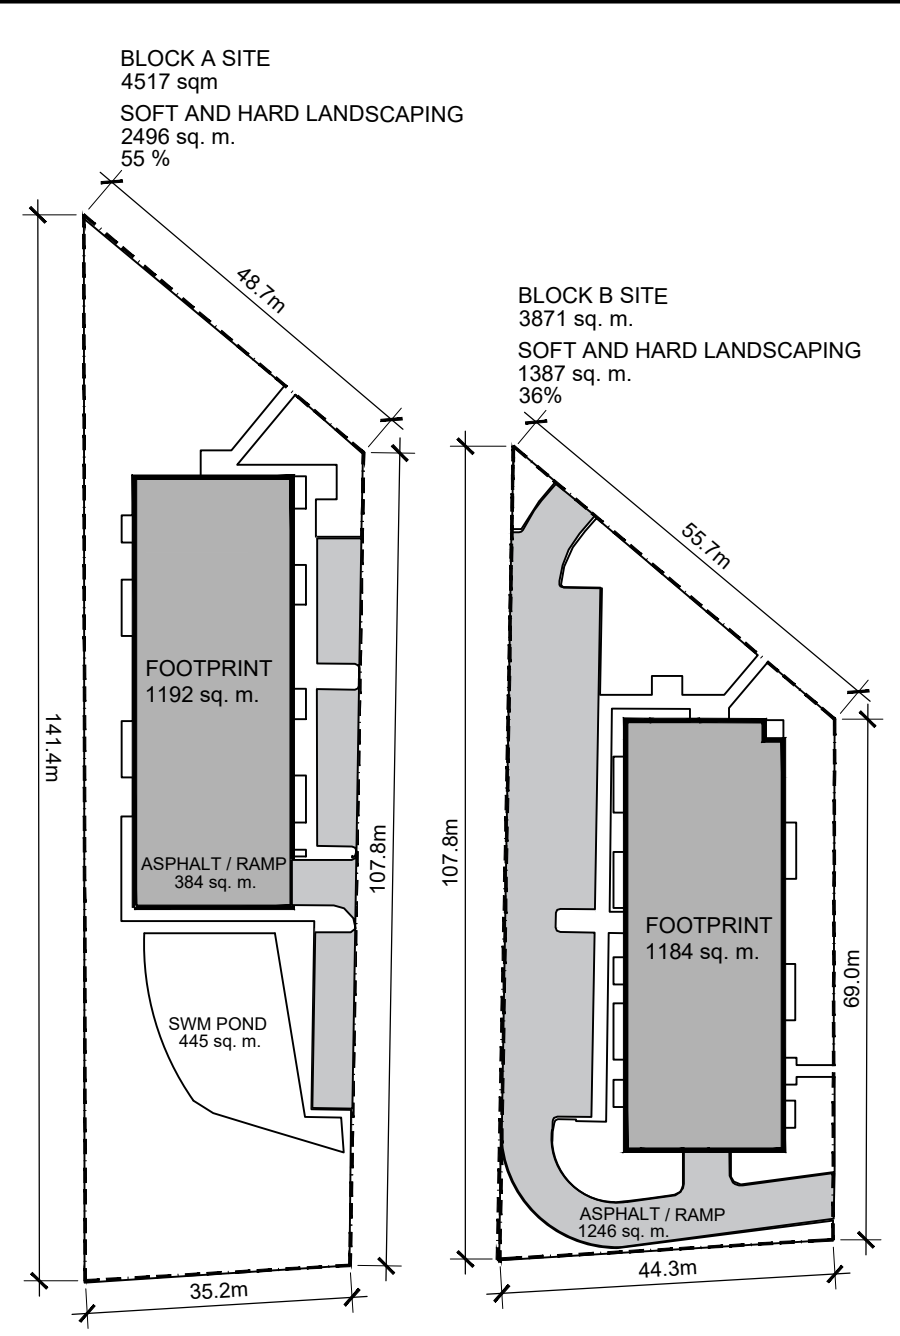 BLOCK A SITE
4517 sqm
SOFT AND HARD LANDSCAPING
2496 sq. m.
55 %
48.7m
BLOCK B SITE
3871 sq. m.
SOFT AND HARD LANDSCAPING
1387 sq. m.
36%
55.7m
FOOTPRINT
1192 sq. m.
141.4m
107.8m
107.8m
ASPHALT / RAMP
384 sq. m.
FOOTPRINT
1184 sq. m.
69.0m
SWM POND
445 sq. m.
ASPHALT / RAMP
1246 sq. m.
35.2m
44.3m